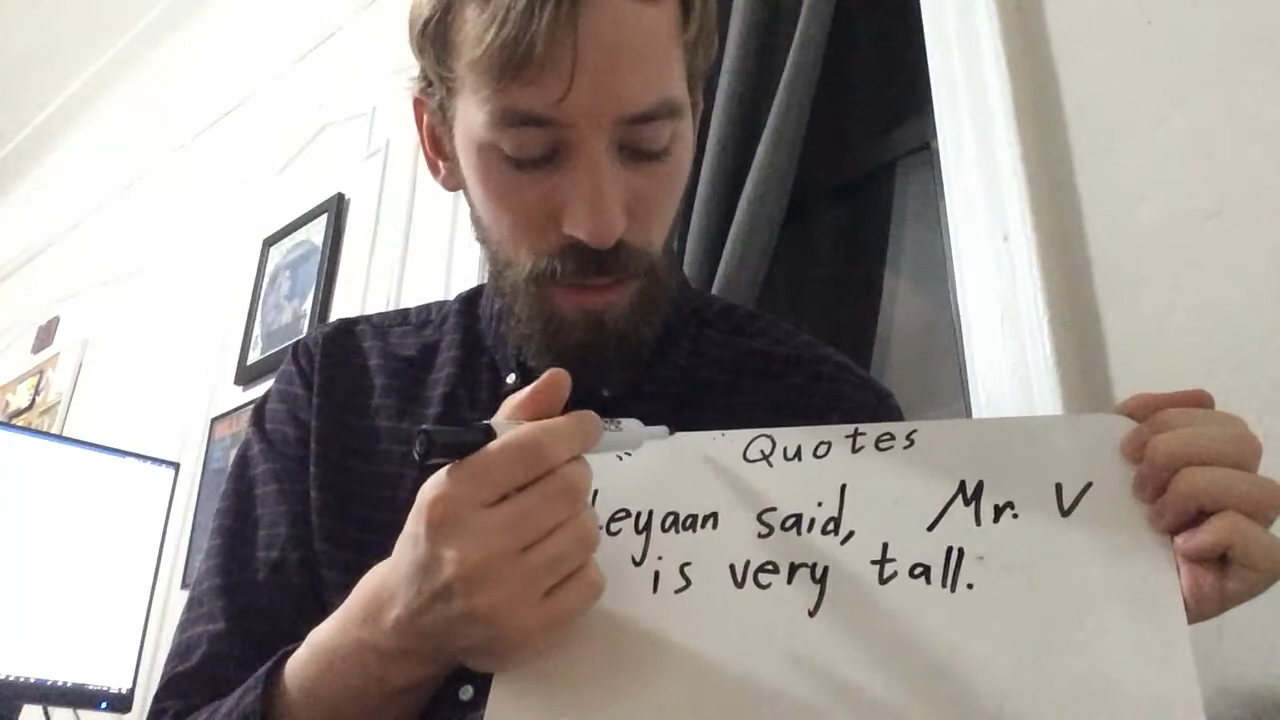 Quotes
said, Mr. V
is very tall.